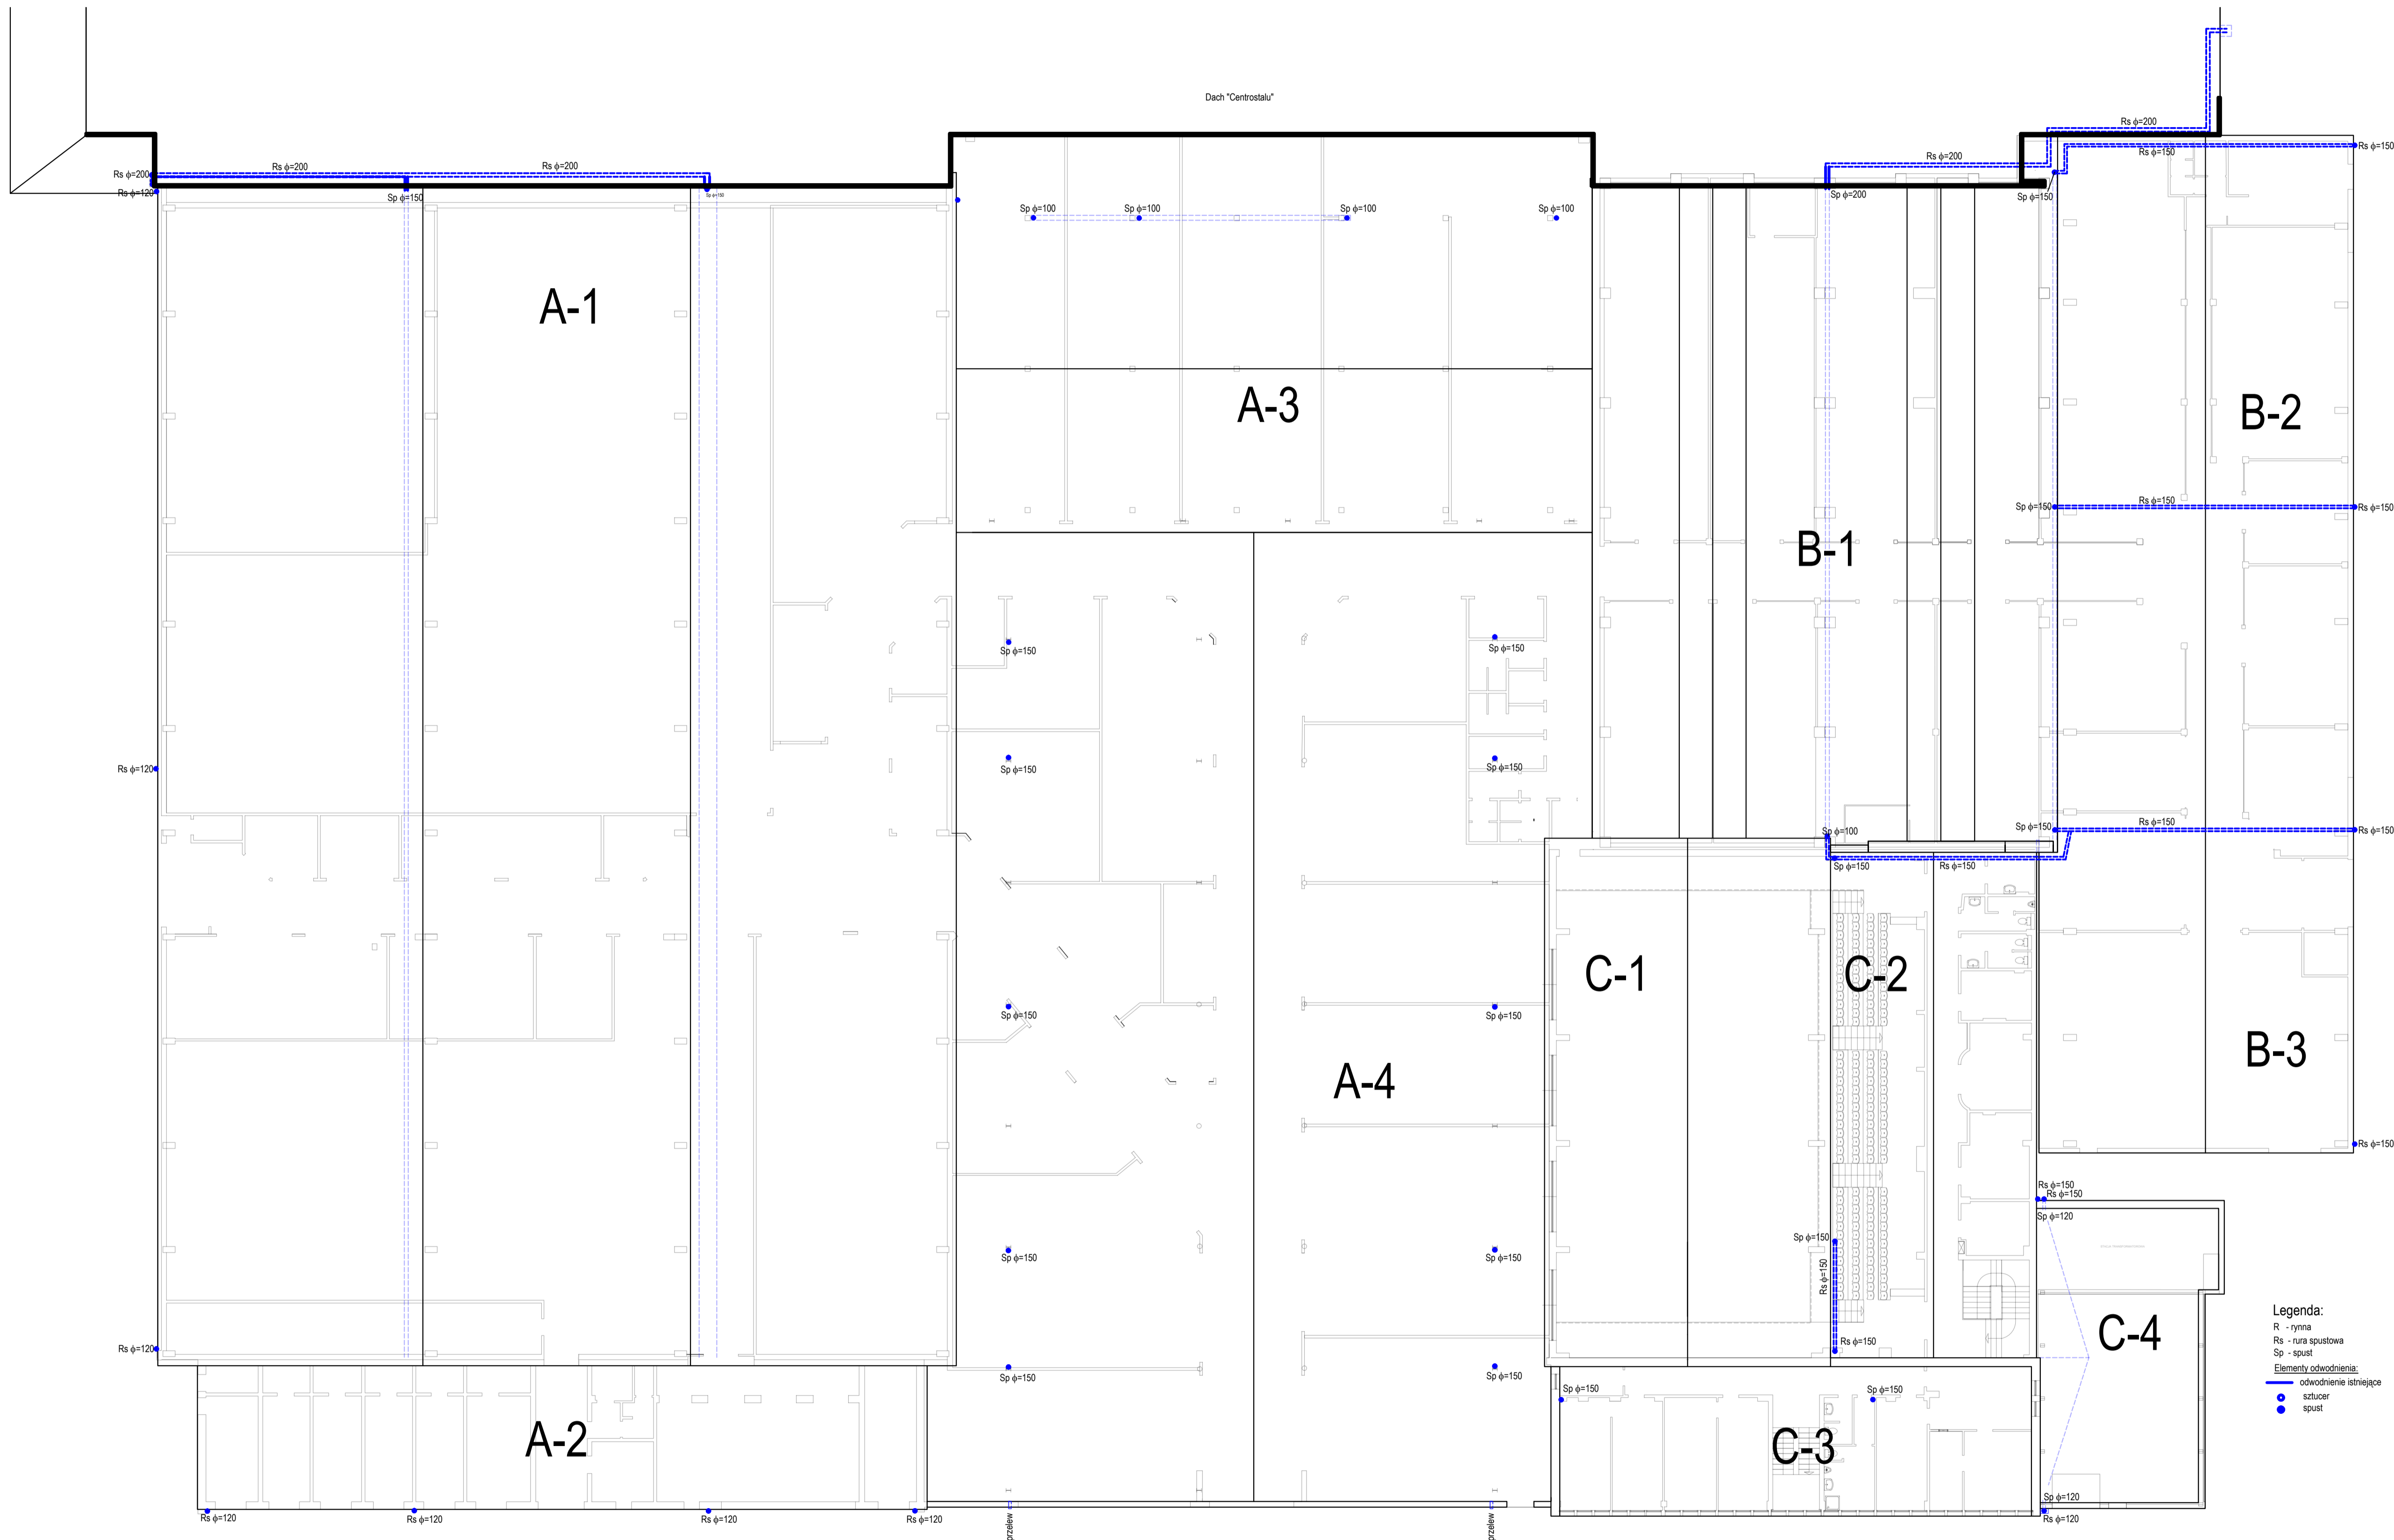 Dach "Centrostalu"
Rs ϕ=200
Rs ϕ=200
Rs ϕ=200
Rs ϕ=200
Rs ϕ=200
Rs ϕ=150
Rs ϕ=150
Rs ϕ=120
Sp ϕ=150
Sp ϕ=150
Sp ϕ=200
Sp ϕ=150
Sp ϕ=100
Sp ϕ=100
Sp ϕ=100
Sp ϕ=100
A-1
A-3
B-2
Sp ϕ=150
Rs ϕ=150
Rs ϕ=150
B-1
Sp ϕ=150
Sp ϕ=150
Rs ϕ=120
Sp ϕ=150
Sp ϕ=150
Sp ϕ=100
Sp ϕ=150
Rs ϕ=150
Rs ϕ=150
Sp ϕ=150
Rs ϕ=150
C-1
C-2
Sp ϕ=150
Sp ϕ=150
B-3
A-4
Rs ϕ=150
Rs ϕ=150
Rs ϕ=150
Sp ϕ=120
Sp ϕ=150
Sp ϕ=150
Sp ϕ=150
Rs ϕ=150
Rs ϕ=150
C-4
Rs ϕ=120
Sp ϕ=150
Sp ϕ=150
Sp ϕ=150
Sp ϕ=150
A-2
C-3
Rs ϕ=120
Rs ϕ=120
Rs ϕ=120
Rs ϕ=120
przelew
przelew
Sp ϕ=120
Rs ϕ=120
Legenda:
R - rynna
Rs - rura spustowa
Sp - spust
Elementy odwodnienia:
odwodnienie istniejące
sztucer
spust